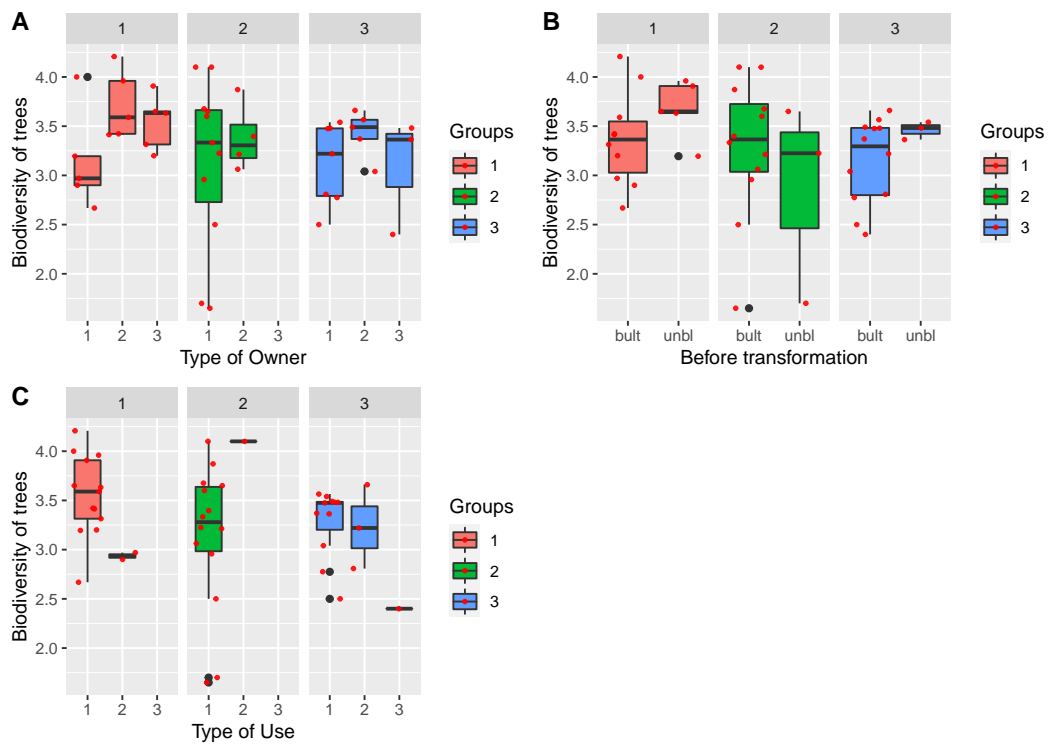 A
1
2
3
Biodiversity of trees
4.0
3.5
3.0
2.5
2.0
1 2 3
1 2 3
1 2 3
Type of Owner
Groups
1
2
3
B
1
2
3
Biodiversity of trees
4.0
3.5
3.0
2.5
2.0
bult unbl
bult unbl
bult unbl
Before transformation
Groups
1
2
3
C
1
2
3
Biodiversity of trees
4.0
3.5
3.0
2.5
2.0
1 2 3
1 2 3
1 2 3
Type of Use
Groups
1
2
3